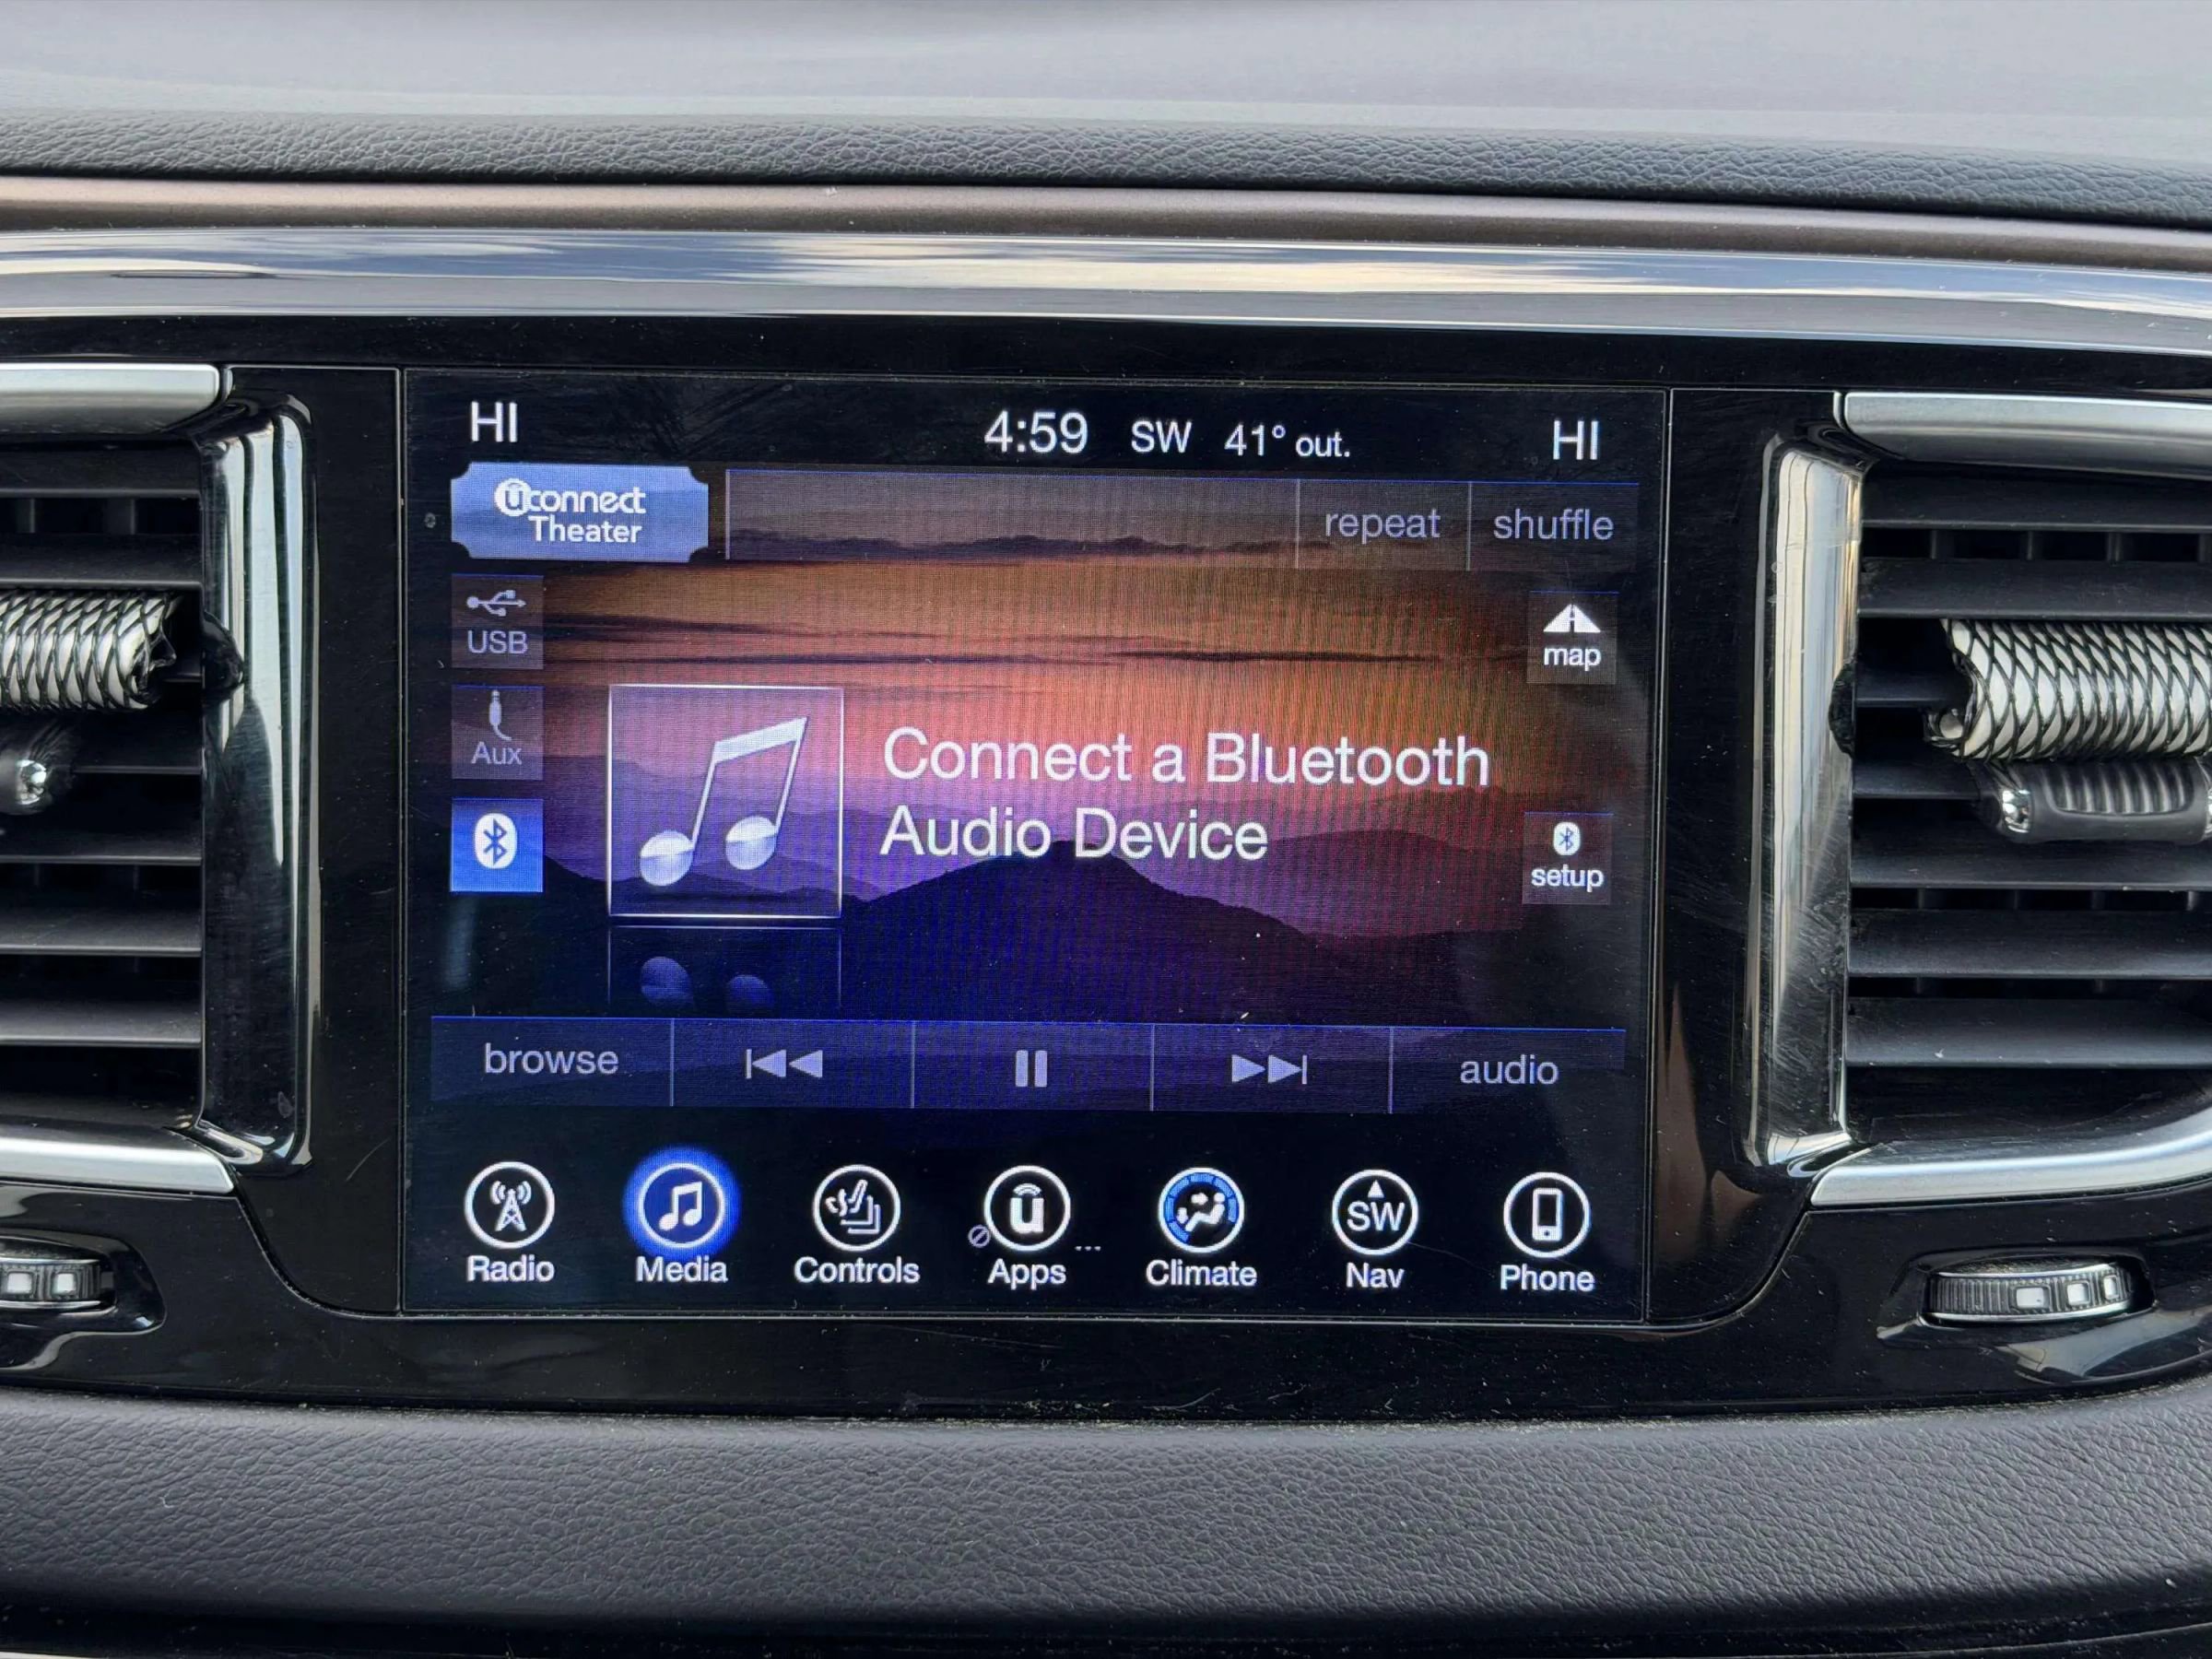 HI 4:59 SW 41° out. HI
uconnect
Theater
repeat shuffle
USB
map
Aux
Connect a Bluetooth
Audio Device
setup
browse audio
SW
u
Radio Media Controls Apps Climate Nav Phone